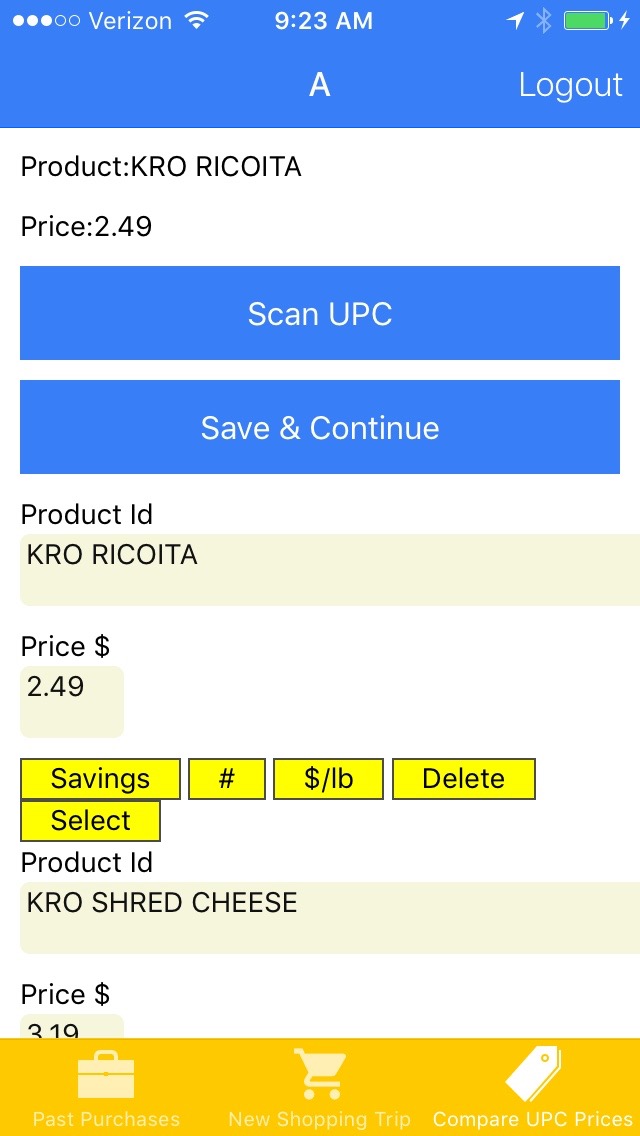 Verizon 9:23 AM
A Logout
Product:KRO RICOITA
Price:2.49
Scan UPC
Save & Continue
Product Id
KRO RICOITA
Price $
2.49
Savings # $/lb Delete
Select
Product Id
KRO SHRED CHEESE
Price $
3.19
Past Purchases New Shopping Trip Compare UPC Prices